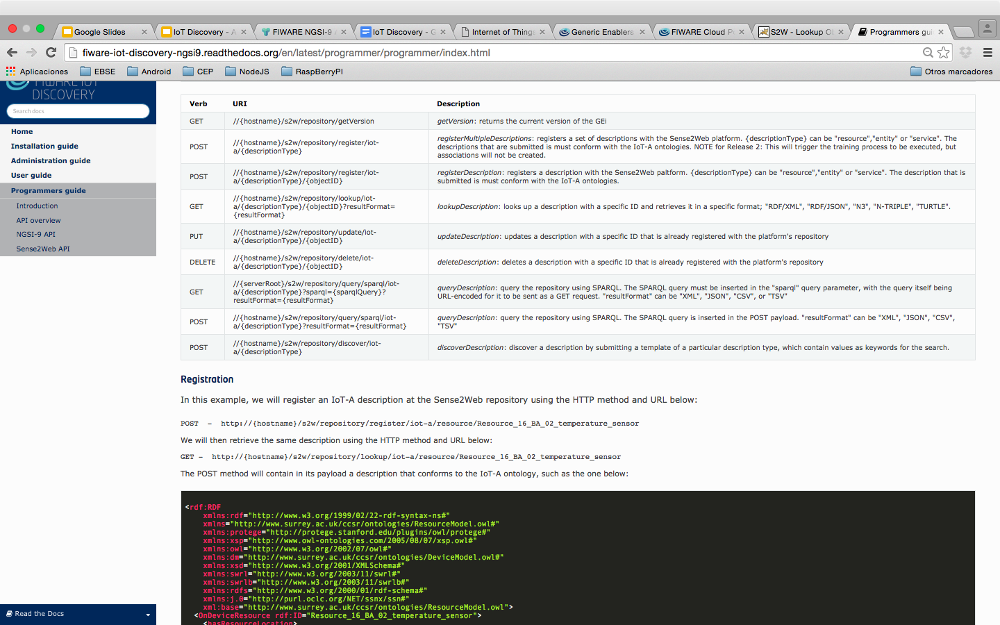 Google Slides
IoT Discovery - A
FIWARE NGSI-9
IoT Discovery - G
Internet of Things
Generic Enablers
FIWARE Cloud P
S2W - Lookup Ot
Programmers gui
fiware-iot-discovery-ngsi9.readthedocs.org/en/latest/programmer/programmer/index.html
Aplicaciones EBSE Android CEP NodeJS RaspBerryPI Otros marcadores
FIWARE IOT
DISCOVERY
Search docs
Home
Installation guide
Administration guide
User guide
Programmers guide
Introduction
API overview
NGSI-9 API
Sense2Web API
Read the Docs
Verb URI Description
GET //{hostname}/s2w/repository/getVersion getVersion: returns the current version of the GEi
POST
//{hostname}/s2w/repository/register/iot-
a/{descriptionType}
registerMultipleDescriptions: registers a set of descriptions with the Sense2Web platform. {descriptionType} can be "resource","entity" or "service". The
descriptions that are submitted is must conform with the IoT-A ontologies. NOTE for Release 2: This will trigger the training process to be executed, but
associations will not be created.
POST
//{hostname}/s2w/repository/register/iot-
a/{descriptionType}/{objectID}
registerDescription: registers a description with the Sense2Web paltform. {descriptionType} can be "resource","entity" or "service". The description that is
submitted is must conform with the IoT-A ontologies.
GET
//{hostname}/s2w/repository/lookup/iot-
a/{descriptionType}/{objectID}?resultFormat=
{resultFormat}
lookupDescription: looks up a description with a specific ID and retrieves it in a specific format; "RDF/XML", "RDF/JSON", "N3", "N-TRIPLE", "TURTLE".
PUT
//{hostname}/s2w/repository/update/iot-
a/{descriptionType}/{objectID}
updateDescription: updates a description with a specific ID that is already registered with the platform's repository
DELETE
//{hostname}/s2w/repository/delete/iot-
a/{descriptionType}/{objectID}
deleteDescription: deletes a description with a specific ID that is already registered with the platform's repository
GET
//{serverRoot}/s2w/repository/query/sparql/iot-
a/{descriptionType}?sparql={sparqlQuery}?
resultFormat={resultFormat}
queryDescription: query the repository using SPARQL. The SPARQL query must be inserted in the "sparql" query parameter, with the query itself being
URL-encoded for it to be sent as a GET request. "resultFormat" can be "XML", "JSON", "CSV", or "TSV"
POST
//{hostname}/s2w/repository/query/sparql/iot-
a/{descriptionType}?resultFormat={resultFormat}
queryDescription: query the repository using SPARQL. The SPARQL query is inserted in the POST payload. "resultFormat" can be "XML", "JSON", "CSV",
"TSV"
POST
//{hostname}/s2w/repository/discover/iot-
a/{descriptionType}
discoverDescription: discover a description by submitting a template of a particular description type, which contain values as keywords for the search.
Registration
In this example, we will register an IoT-A description at the Sense2Web repository using the HTTP method and URL below:
POST - http://{hostname}/s2w/repository/register/iot-a/resource/Resource_16_BA_02_temperature_sensor
We will then retrieve the same description using the HTTP method and URL below:
GET - http://{hostname}/s2w/repository/lookup/iot-a/resource/Resource_16_BA_02_temperature_sensor
The POST method will contain in its payload a description that conforms to the IoT-A ontology, such as the one below:
<rdf:RDF
xmlns:rdf="http://www.w3.org/1999/02/22-rdf-syntax-ns#"
xmlns="http://www.surrey.ac.uk/ccsr/ontologies/ResourceModel.owl#"
xmlns:protege="http://protege.stanford.edu/plugins/owl/protege#"
xmlns:xsp="http://www.owl-ontologies.com/2005/08/07/xsp.owl#"
xmlns:owl="http://www.w3.org/2002/07/owl#"
xmlns:dm="http://www.surrey.ac.uk/ccsr/ontologies/DeviceModel.owl#"
xmlns:xsd="http://www.w3.org/2001/XMLSchema#"
xmlns:swrl="http://www.w3.org/2003/11/swrl#"
xmlns:swrlb="http://www.w3.org/2003/11/swrlb#"
xmlns:rdfs="http://www.w3.org/2000/01/rdf-schema#"
xmlns:j.0="http://purl.oclc.org/NET/ssnx/ssn#"
xml:base="http://www.surrey.ac.uk/ccsr/ontologies/ResourceModel.owl">
<OnDeviceResource rdf:ID="Resource_16_BA_02_temperature_sensor">
<hasResourceLocation>